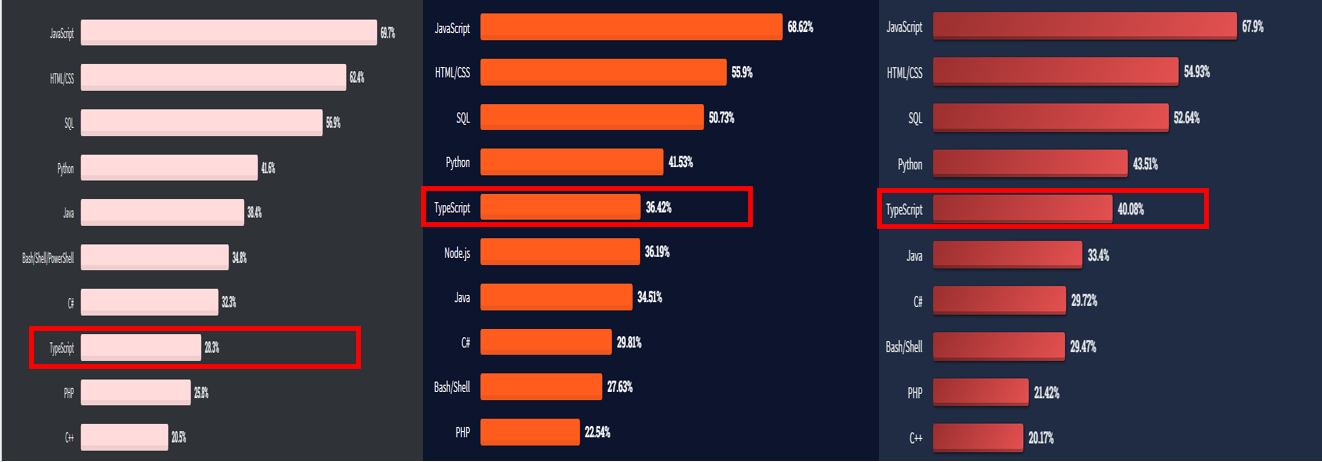 JavaScript 69.7%
HTML/CSS 62.4%
SQL 56.9%
Python 41.6%
Java 38.4%
Bash/Shell/PowerShell 34.8%
C# 32.3%
TypeScript 28.3%
PHP 25.8%
C++ 20.5%
JavaScript 68.62%
HTML/CSS 55.9%
SQL 50.73%
Python 41.53%
TypeScript 36.42%
Node.js 36.19%
Java 34.51%
C# 29.81%
Bash/Shell 27.63%
PHP 22.54%
JavaScript 67.9%
HTML/CSS 54.93%
SQL 52.64%
Python 43.51%
TypeScript 40.08%
Java 33.4%
C# 29.72%
Bash/Shell 29.47%
PHP 21.42%
C++ 20.17%